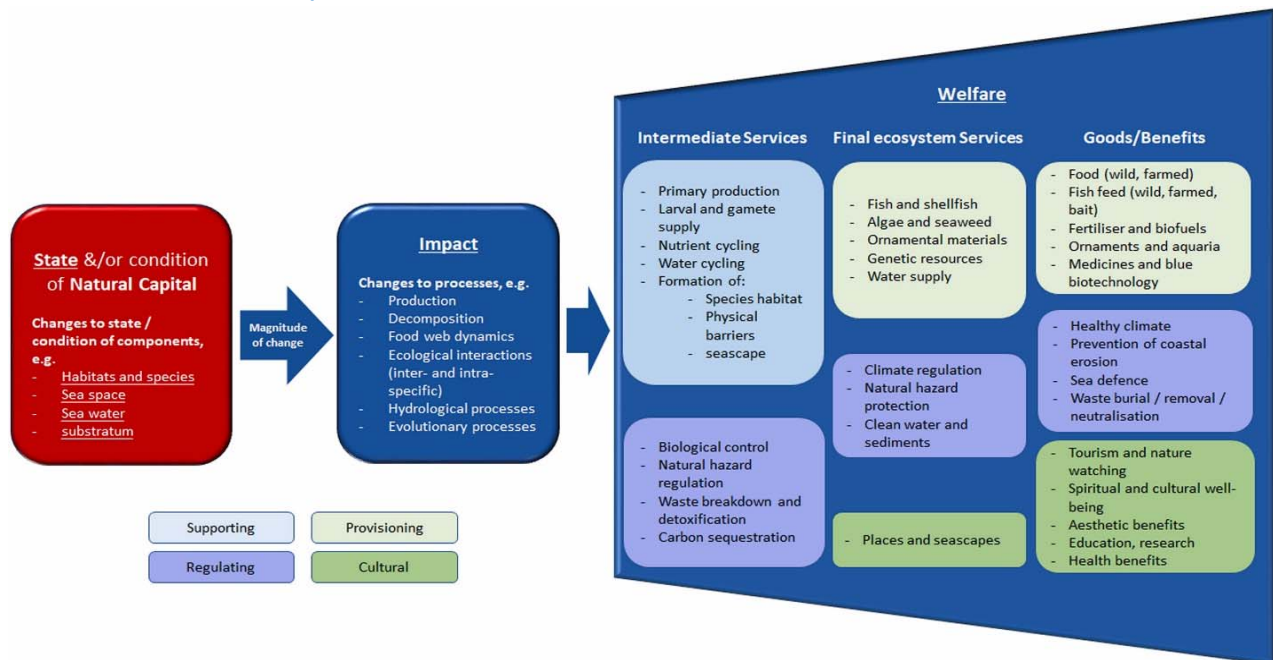 State &/or condition
of Natural Capital
Changes to state /
condition of components,
e.g.
- Habitats and species
- Sea space
- Sea water
- substratum
Magnitude
of change
Impact
Changes to processes, e.g.
- Production
- Decomposition
- Food web dynamics
- Ecological interactions
(inter- and intra-
specific)
- Hydrological processes
- Evolutionary processes
Welfare
Intermediate Services
- Primary production
- Larval and gamete
supply
- Nutrient cycling
- Water cycling
- Formation of:
- Species habitat
- Physical
barriers
- seascape
- Biological control
- Natural hazard
regulation
- Waste breakdown and
detoxification
- Carbon sequestration
Final ecosystem Services
- Fish and shellfish
- Algae and seaweed
- Ornamental materials
- Genetic resources
- Water supply
- Climate regulation
- Natural hazard
protection
- Clean water and
sediments
- Places and seascapes
Goods/Benefits
- Food (wild, farmed)
- Fish feed (wild, farmed,
bait)
- Fertiliser and biofuels
- Ornaments and aquaria
- Medicines and blue
biotechnology
- Healthy climate
- Prevention of coastal
erosion
- Sea defence
- Waste burial / removal /
neutralisation
- Tourism and nature
watching
- Spiritual and cultural well-
being
- Aesthetic benefits
- Education, research
- Health benefits
Supporting
Provisioning
Regulating
Cultural